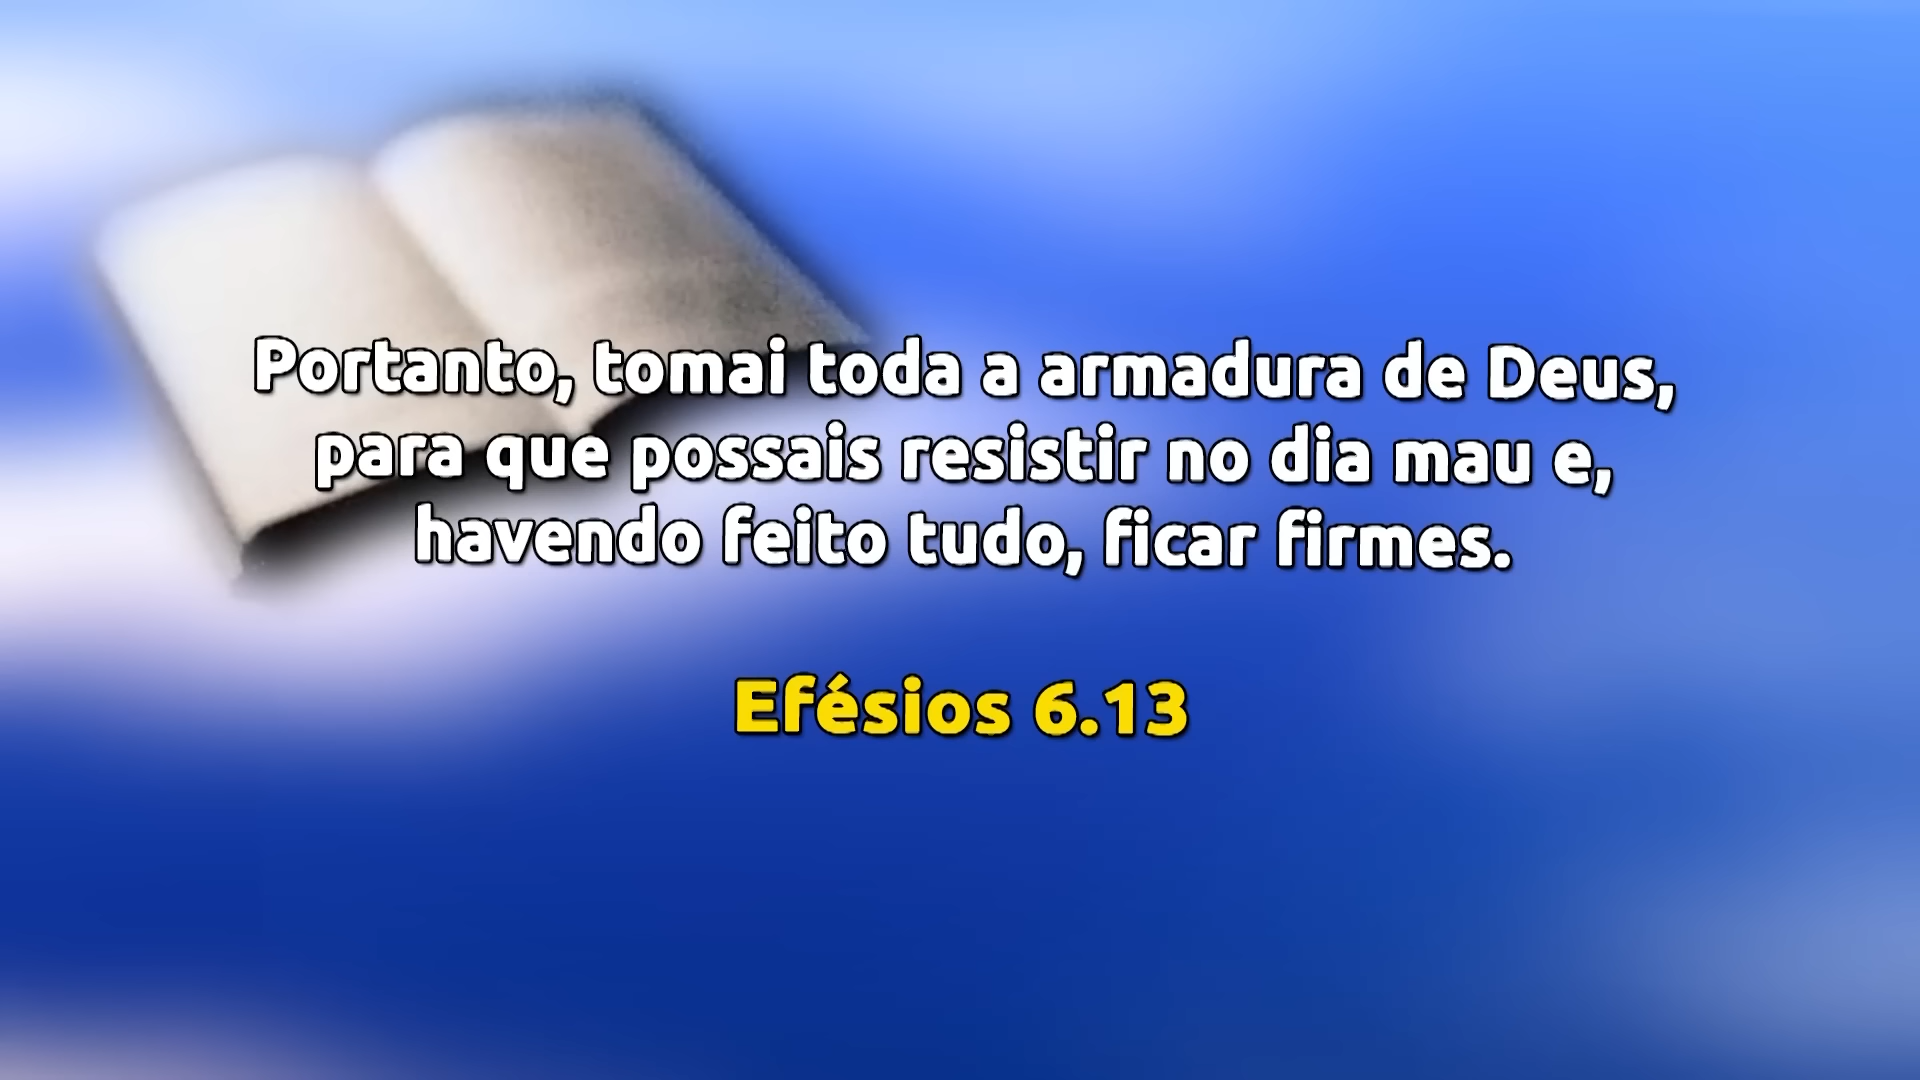 Portanto, tomai toda a armadura de Deus,
para que possais resistir no dia mau e,
havendo feito tudo, ficar firmes.
Efésios 6.13